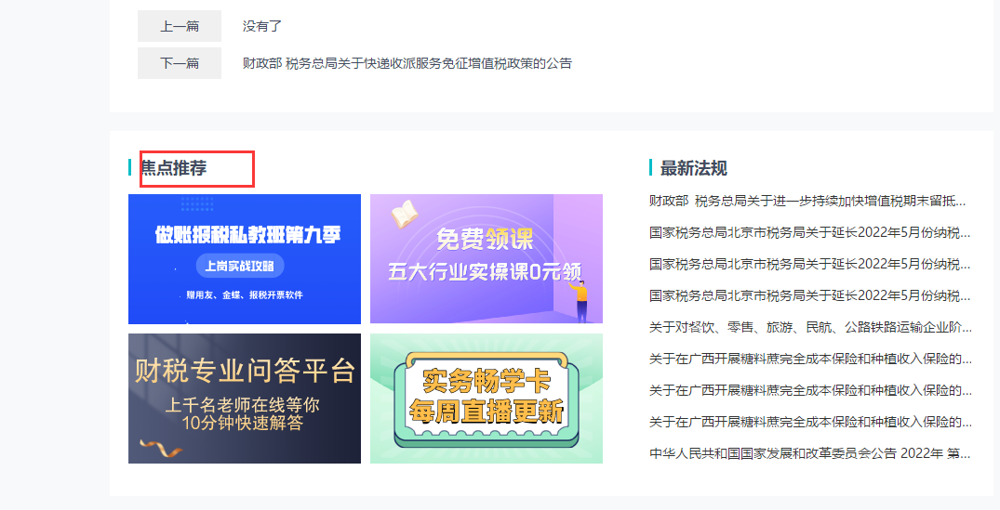 上一篇 没有了
下一篇 财政部 税务总局关于快递收派服务免征增值税政策的公告
焦点推荐
做账报税私教班第九季
上岗实战攻略
赠用友、金蝶、报税开票软件
免费领课
五大行业实操课0元领
财税专业问答平台
上千名老师在线等你
10分钟快速解答
实务畅学卡
每周直播更新
最新法规
财政部 税务总局关于进一步持续加快增值税期末留抵...
国家税务总局北京市税务局关于延长2022年5月份纳税...
国家税务总局北京市税务局关于延长2022年5月份纳税...
国家税务总局北京市税务局关于延长2022年5月份纳税...
关于对餐饮、零售、旅游、民航、公路铁路运输企业阶...
关于在广西开展糖料蔗完全成本保险和种植收入保险的...
关于在广西开展糖料蔗完全成本保险和种植收入保险的...
关于在广西开展糖料蔗完全成本保险和种植收入保险的...
中华人民共和国国家发展和改革委员会公告 2022年 第...